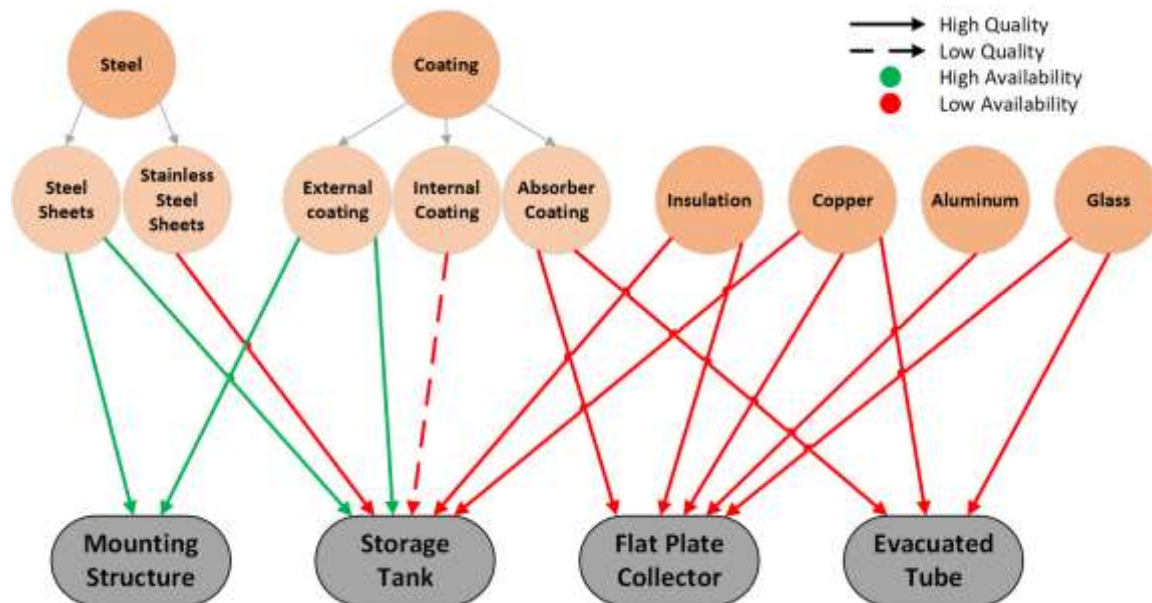 Steel
Coating
High Quality
Low Quality
High Availability
Low Availability
Steel
Sheets
Stainless
Steel
Sheets
External
coating
Internal
Coating
Absorber
Coating
Insulation
Copper
Aluminum
Glass
Mounting
Structure
Storage
Tank
Flat Plate
Collector
Evacuated
Tube